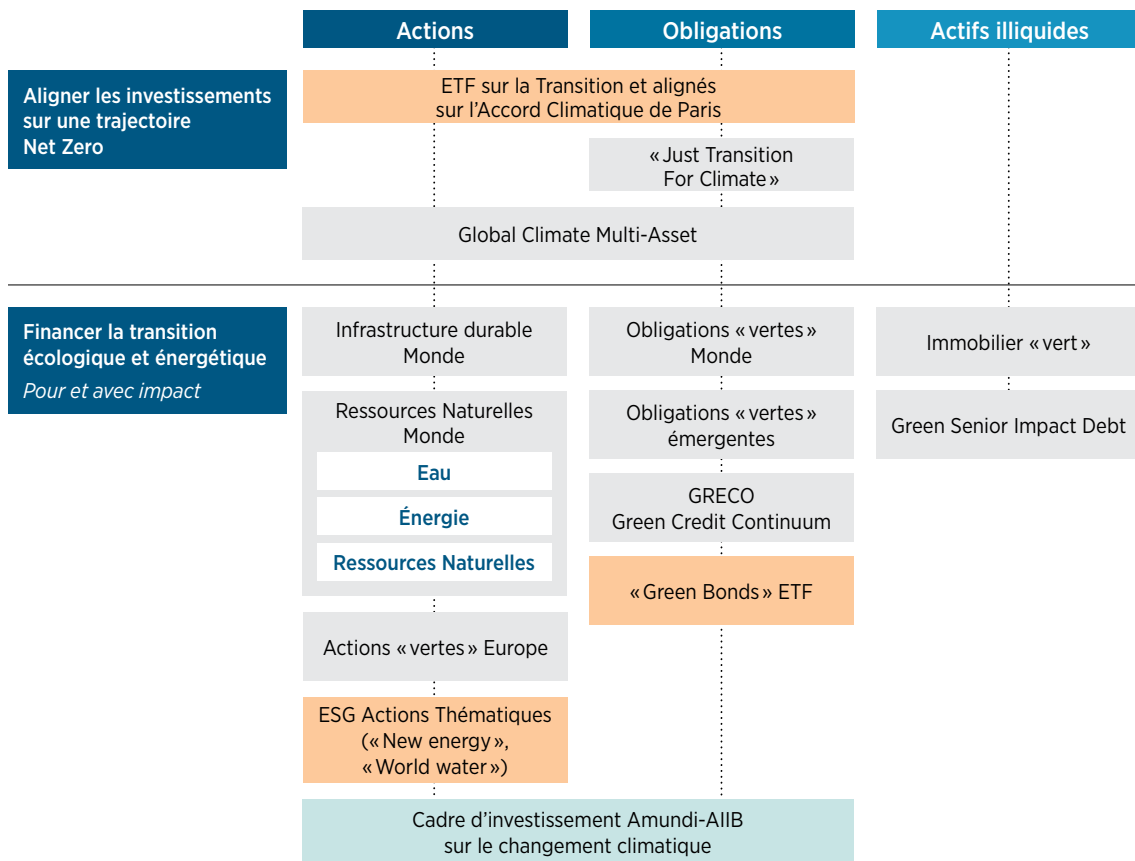 Actions
Obligations
Actifs illiquides
Aligner les investissements
sur une trajectoire
Net Zero
ETF sur la Transition et alignés
sur l’Accord Climatique de Paris
« Just Transition
For Climate »
Global Climate Multi-Asset
Financer la transition
écologique et énergétique
Pour et avec impact
Infrastructure durable
Monde
Ressources Naturelles
Monde
Eau
Énergie
Ressources Naturelles
Actions « vertes » Europe
ESG Actions Thématiques
(« New energy »,
« World water »)
Obligations « vertes »
Monde
Obligations « vertes »
émergentes
GRECO
Green Credit Continuum
« Green Bonds » ETF
Immobilier « vert »
Green Senior Impact Debt
Cadre d’investissement Amundi-AIIB
sur le changement climatique